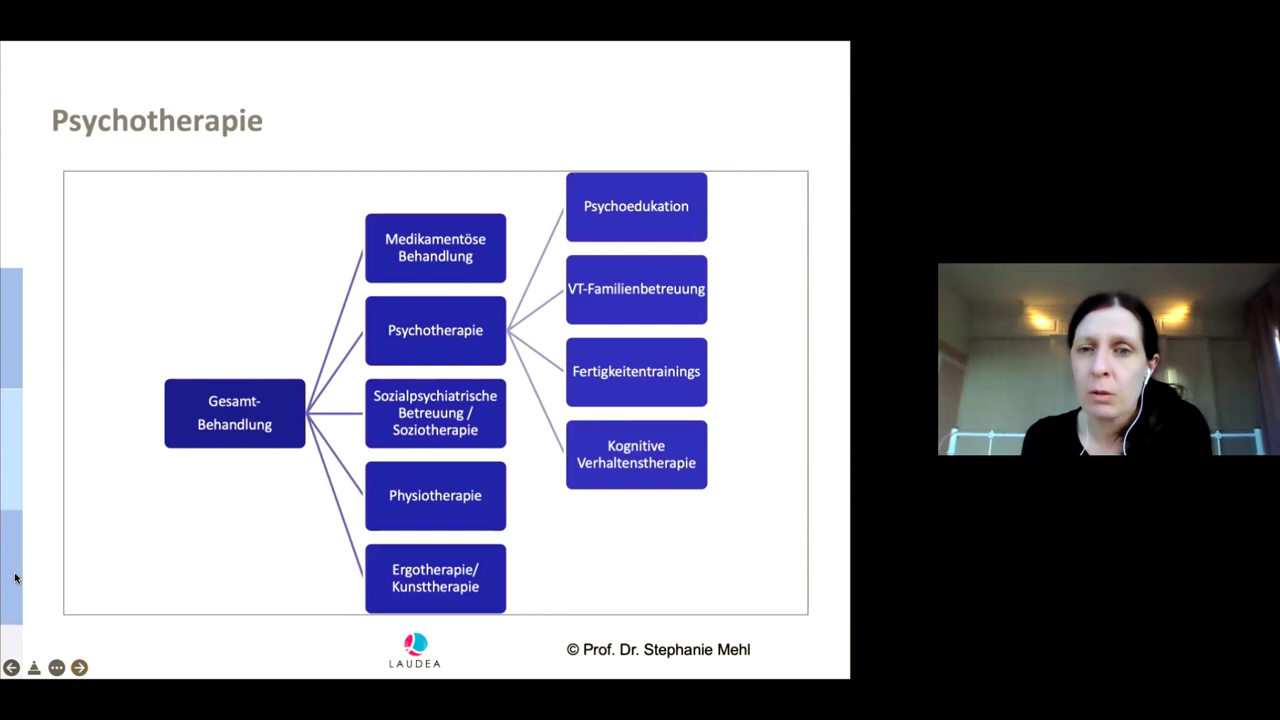 Psychotherapie
Gesamt-
Behandlung
Medikamentöse
Behandlung
Psychotherapie
Sozialpsychiatrische
Betreuung /
Soziotherapie
Physiotherapie
Ergotherapie/
Kunsttherapie
Psychoedukation
VT-Familienbetreuung
Fertigkeitentrainings
Kognitive
Verhaltenstherapie
LAUDEA
© Prof. Dr. Stephanie Mehl